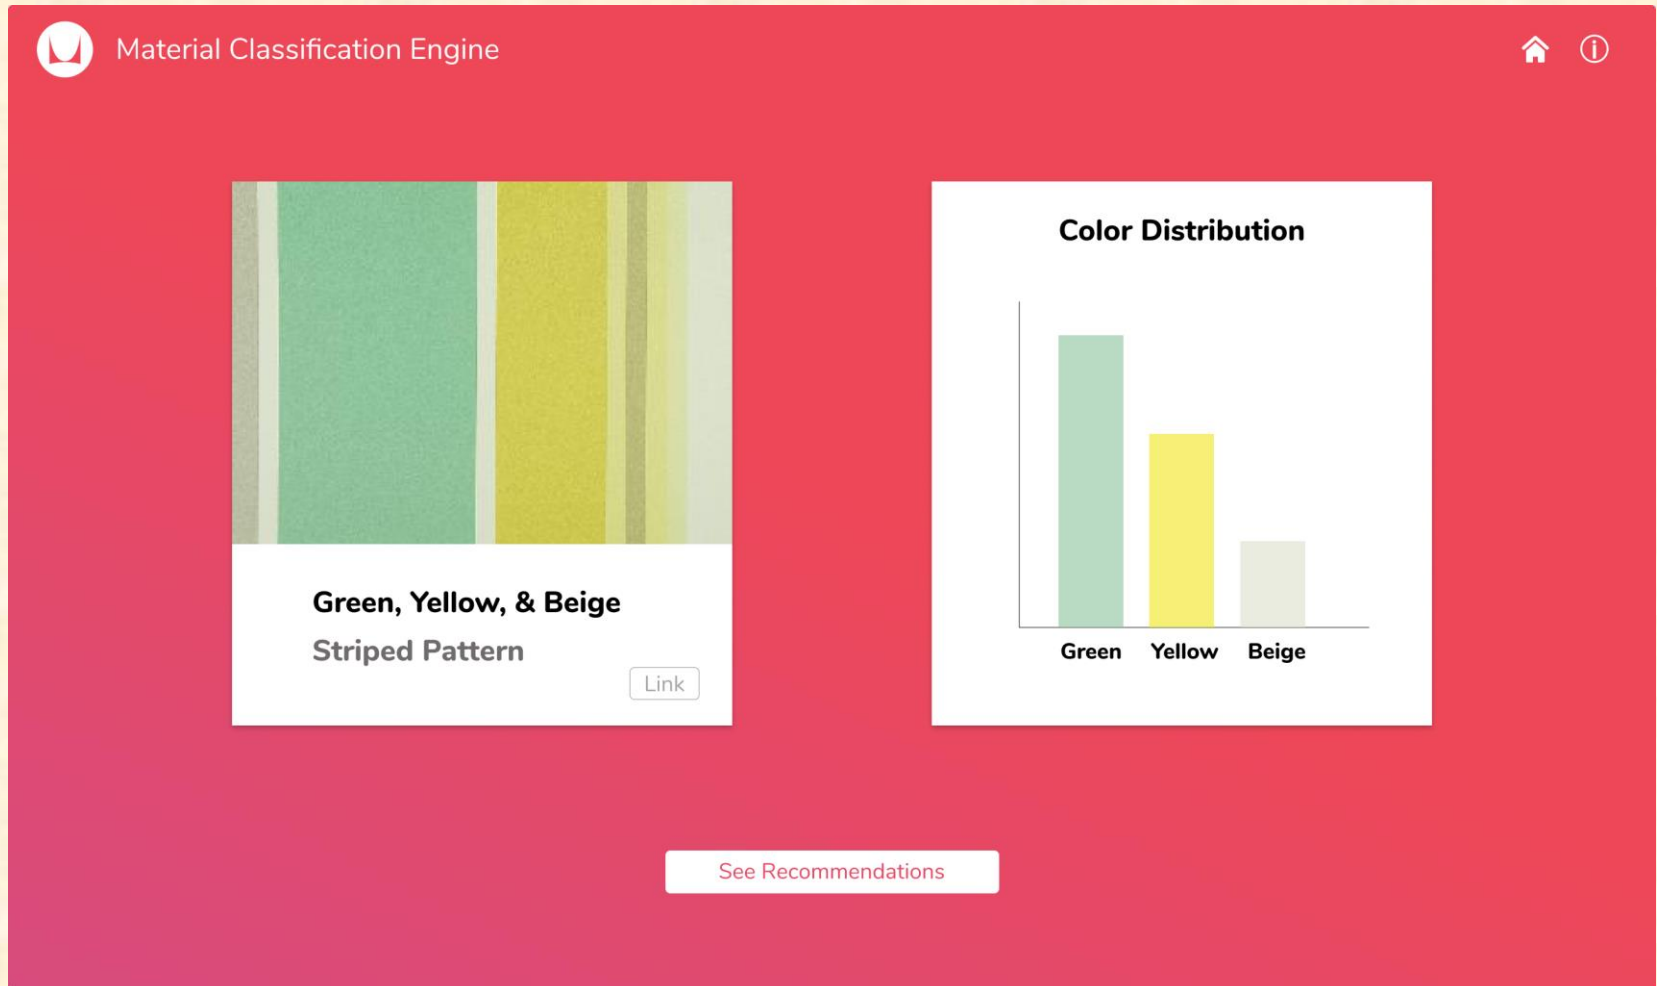 Material Classification Engine
Green, Yellow, & Beige
Striped Pattern
Link
Color Distribution
Green Yellow Beige
See Recommendations